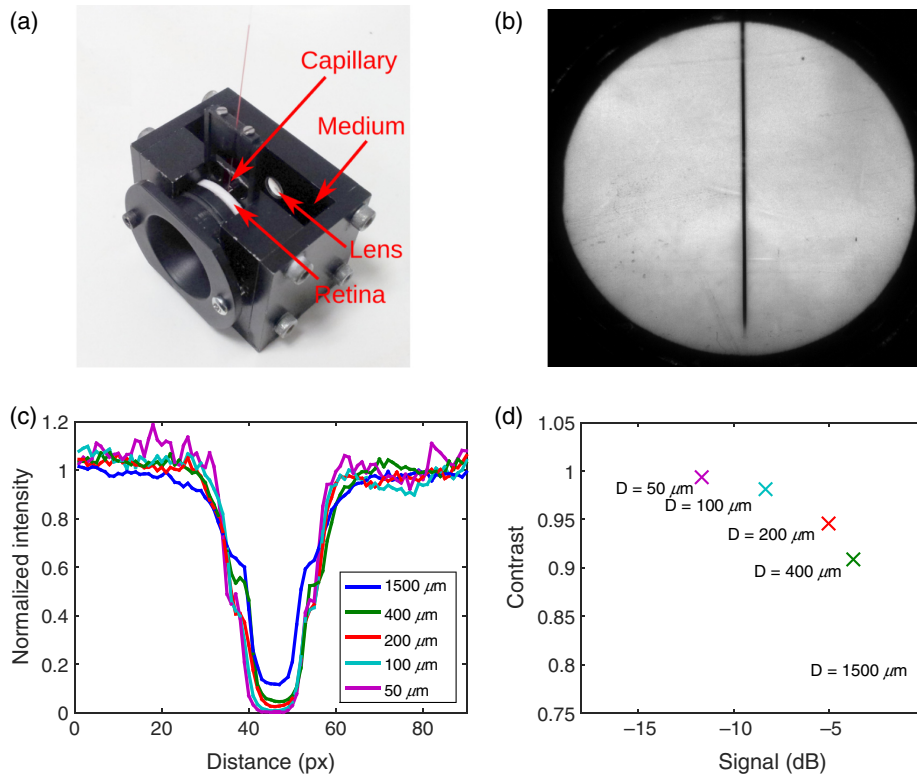 (a)
Capillary
Medium
Lens
Retina
(b)
(c)
1.2
1
0.8
0.6
0.4
0.2
0
Normalized intensity
1500 μm
400 μm
200 μm
100 μm
50 μm
0 20 40 60 80
Distance (px)
(d)
1.05
1
0.95
0.9
0.85
0.8
0.75
Contrast
D = 50 μm
D = 100 μm
D = 200 μm
D = 400 μm
D = 1500 μm
−15 −10 −5
Signal (dB)